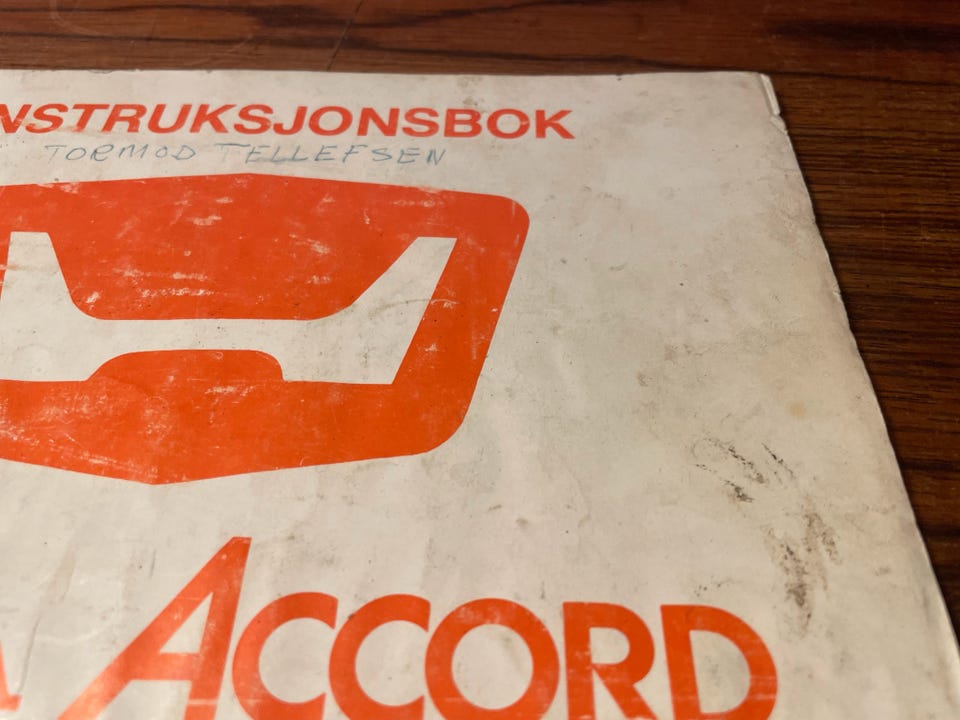 NSTRUKSJONSBOK
TORMOD TELLEFSEN
A ACCORD